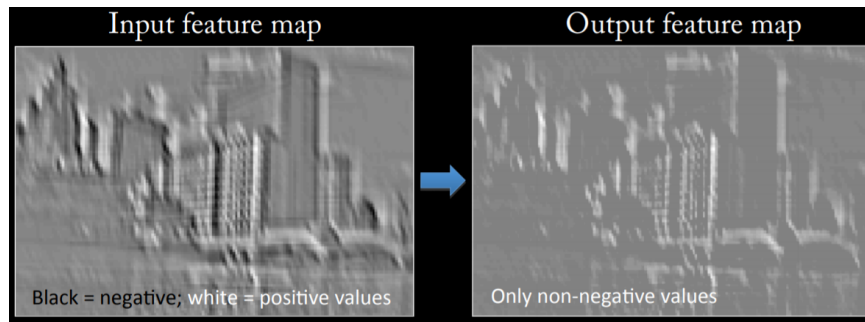 Input feature map
Output feature map
Black = negative; white = positive values
Only non-negative values